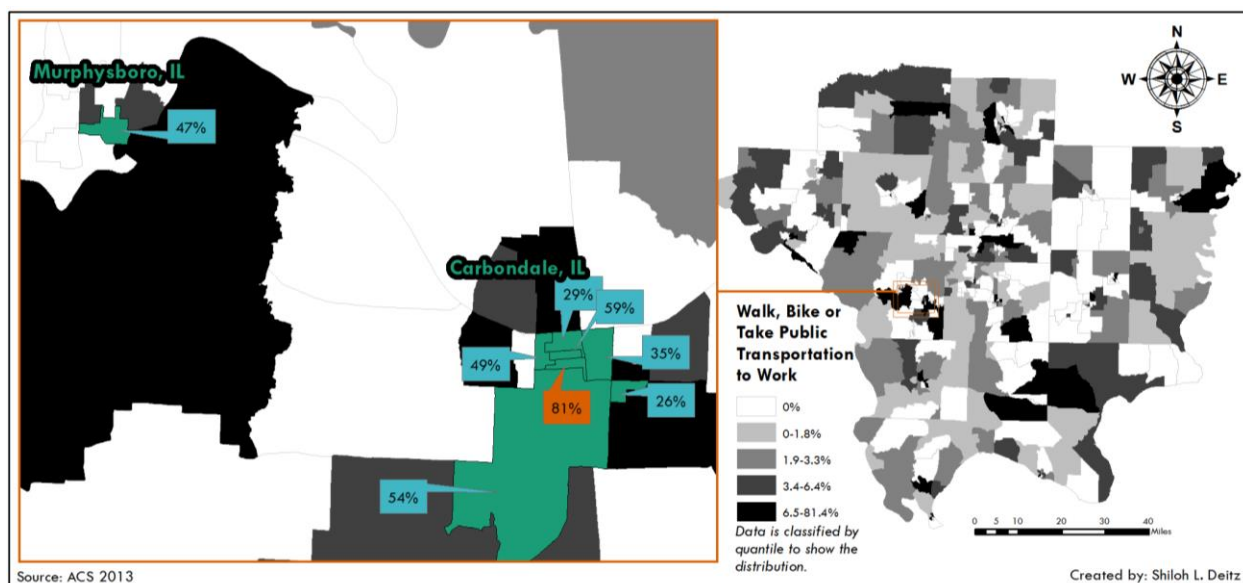 Murphysboro, IL
47%
Carbondale, IL
29%
59%
49%
35%
81%
26%
54%
N
W
E
S
Walk, Bike or
Take Public
Transportation
to Work
0%
0-1.8%
1.9-3.3%
3.4-6.4%
6.5-81.4%
Data is classified by
quantile to show the
distribution.
0 5 10 20 30 40
Miles
Source: ACS 2013
Created by: Shiloh L. Deitz